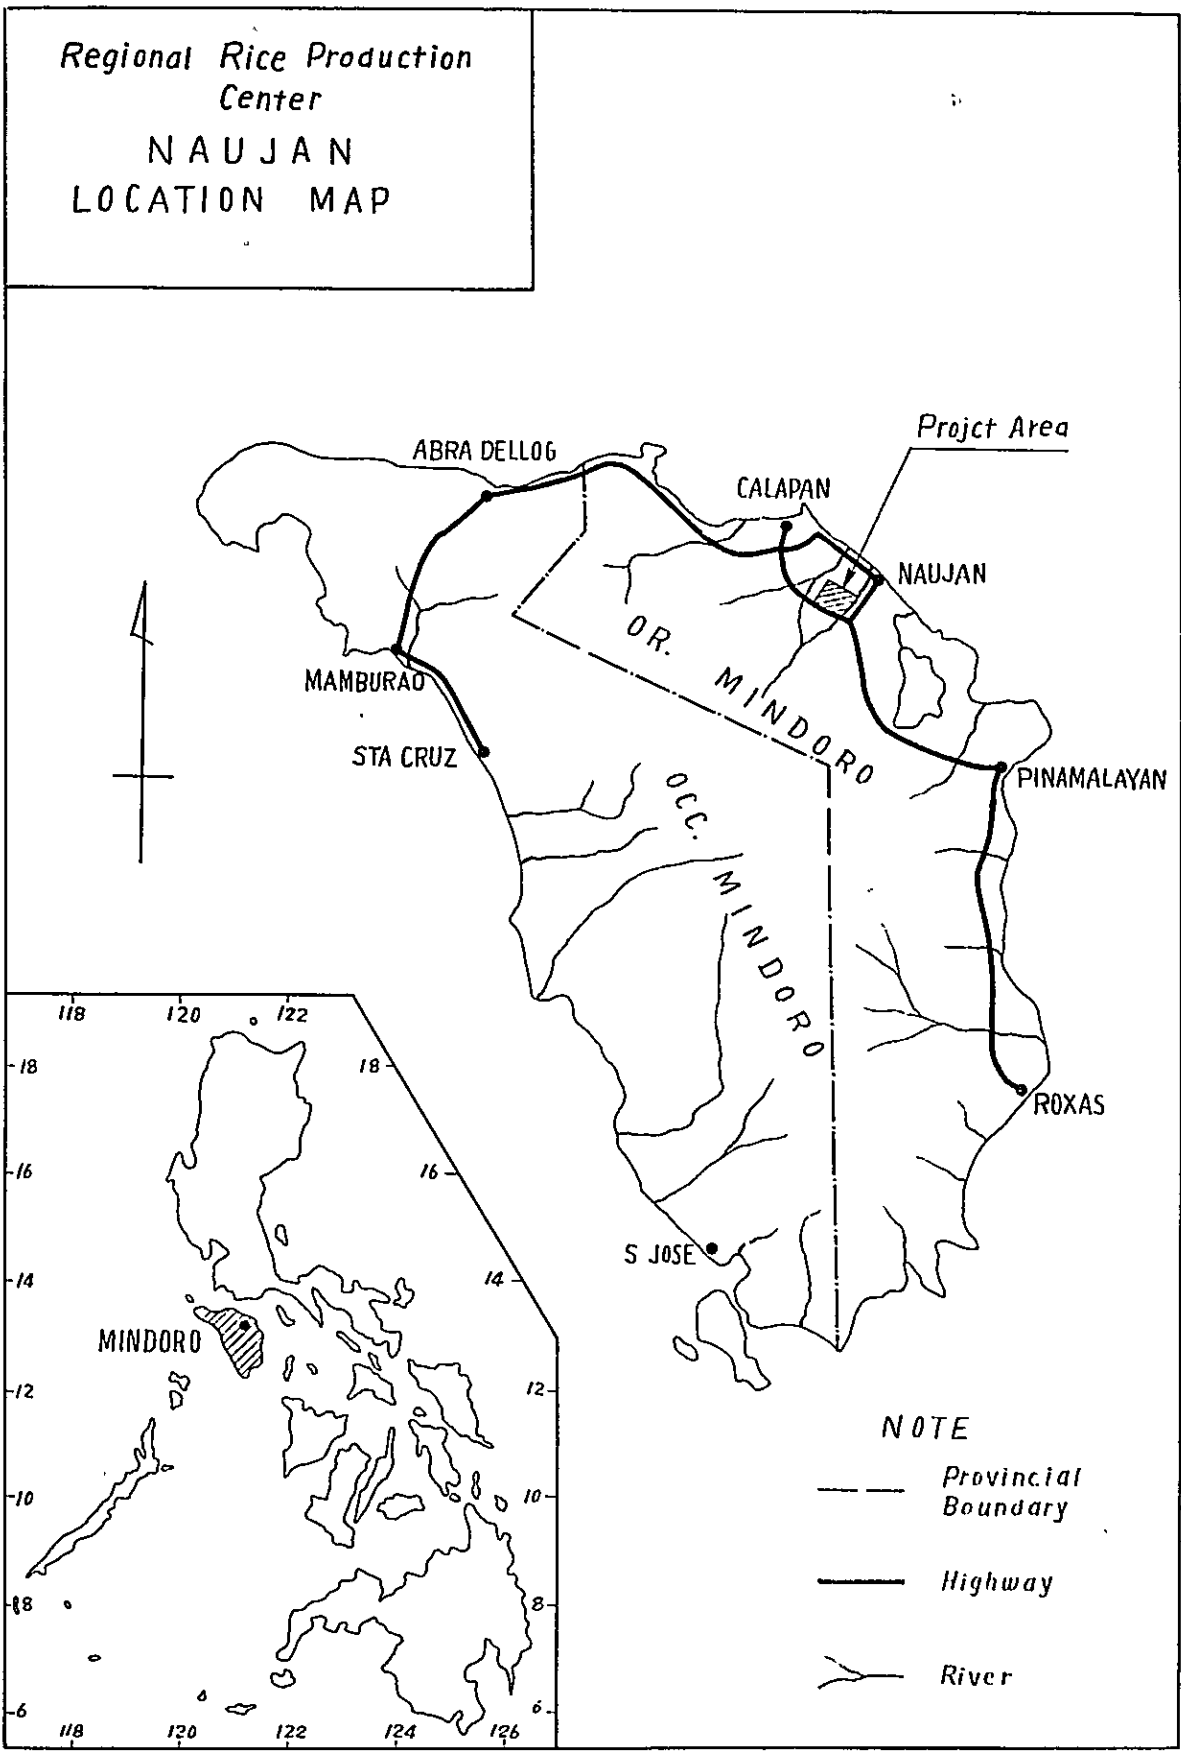 Regional Rice Production
Center
NAUJAN
LOCATION MAP
Projct Area
ABRA DELLOG
CALAPAN
NAUJAN
OR. MINDORO
MAMBURAO
STA CRUZ
PINAMALAYAN
OCC. MINDORO
ROXAS
S JOSE
118 120 122
18 18
16 16
14 14
MINDORO
12 12
10 10
8 8
6 6
118 120 122 124 126
NOTE
Provincial
Boundary
Highway
River